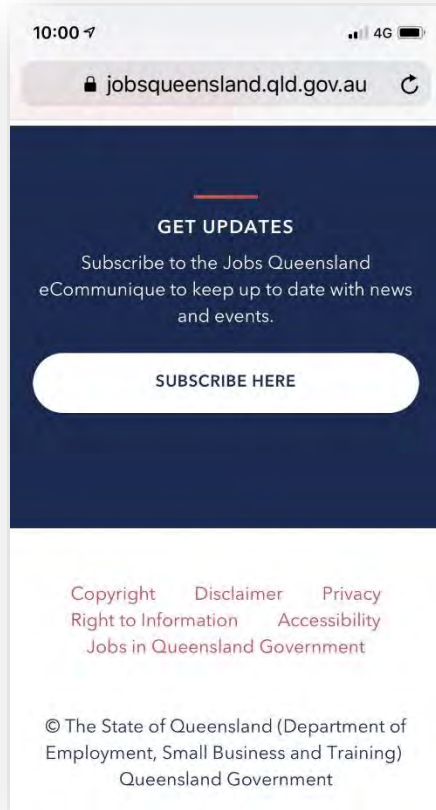 10:00 4G
jobsqueensland.qld.gov.au
GET UPDATES
Subscribe to the Jobs Queensland
eCommunique to keep up to date with news
and events.
SUBSCRIBE HERE
Copyright Disclaimer Privacy
Right to Information Accessibility
Jobs in Queensland Government
© The State of Queensland (Department of
Employment, Small Business and Training)
Queensland Government